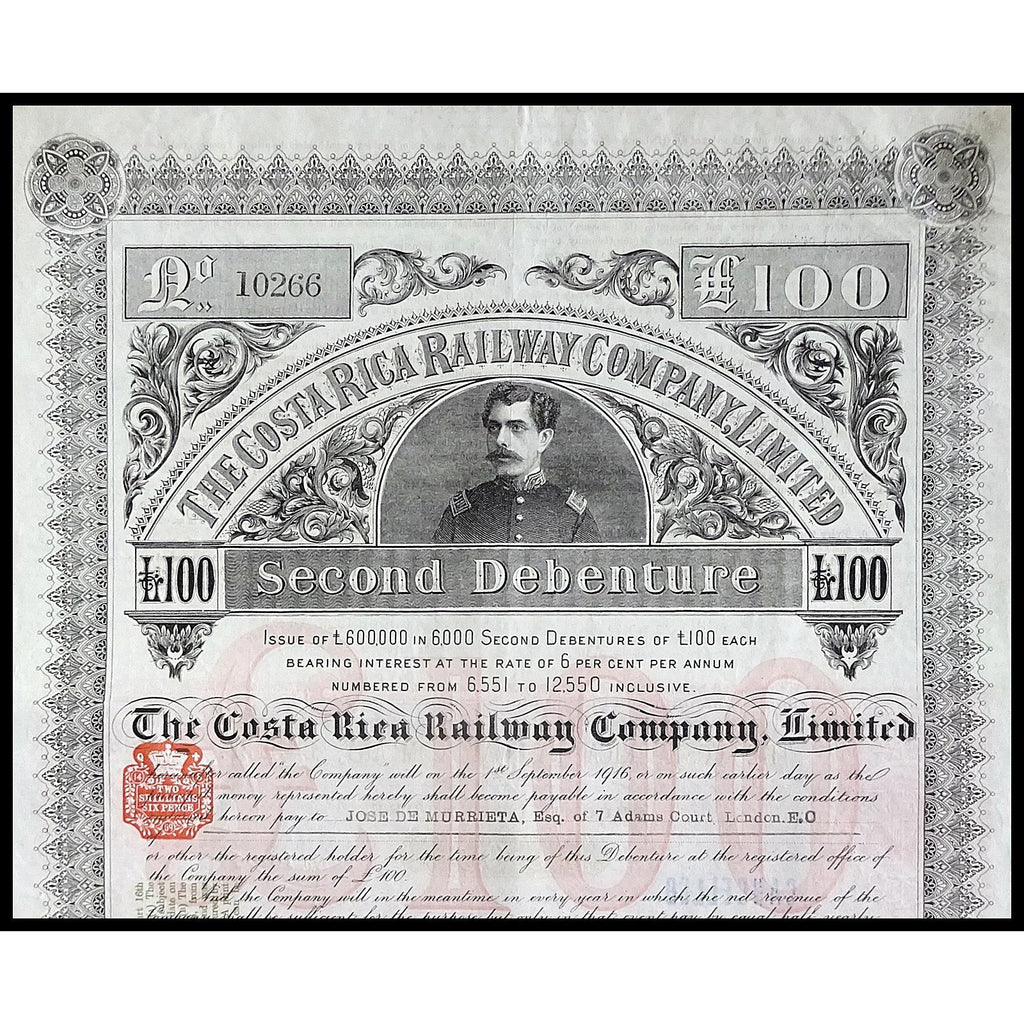 No 10266
£100
THE COSTA RICA RAILWAY COMPANY, LIMITED
£100 Second Debenture £100
ISSUE OF £600,000 IN 6000 SECOND DEBENTURES OF £100 EACH
BEARING INTEREST AT THE RATE OF 6 PER CENT PER ANNUM
NUMBERED FROM 6,551 TO 12,550 INCLUSIVE.
The Costa Rica Railway Company, Limited
hereinafter called "the Company" will on the 1st September 1916, or on such earlier day as the
money represented hereby shall become payable in accordance with the conditions
hereon pay to JOSE DE MURRIETA, Esq. of 7 Adams Court London.E.C
TWO
SHILLINGS
SIX PENCE
or other the registered holder for the time being of this Debenture at the registered office of
the Company the sum of £100.
And the Company will in the meantime in every year in which the net revenue of the
£100